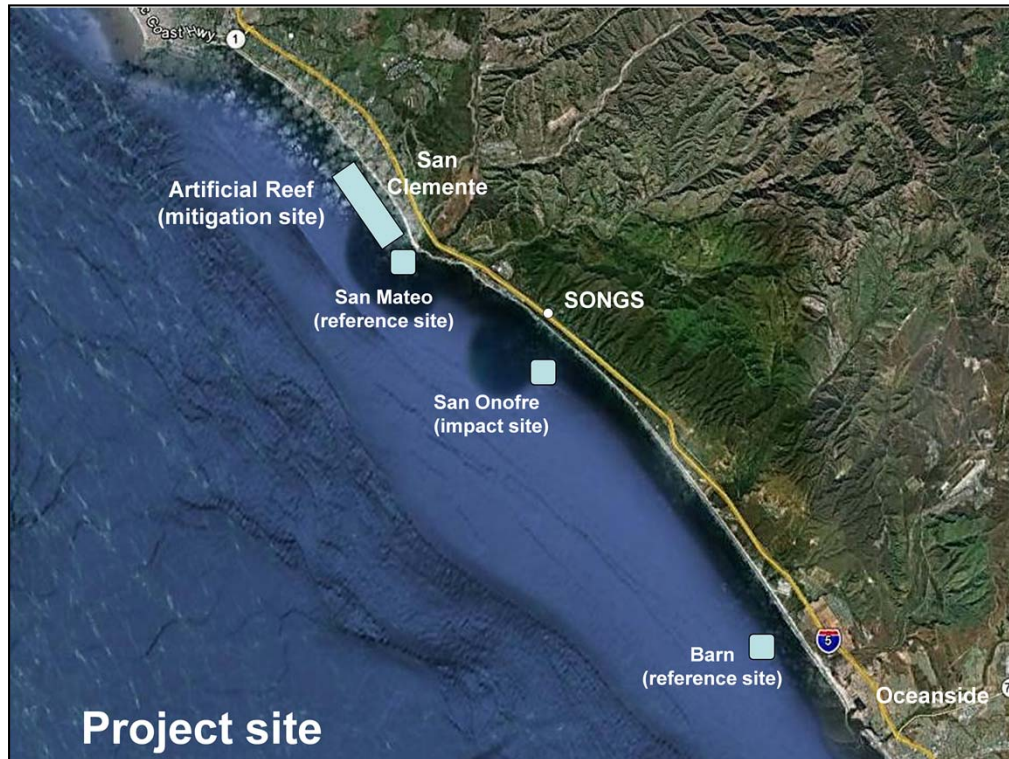 Coast Hwy
1
San
Clemente
Artificial Reef
(mitigation site)
San Mateo
(reference site)
SONGS
San Onofre
(impact site)
Barn
(reference site)
5
Oceanside
7
Project site